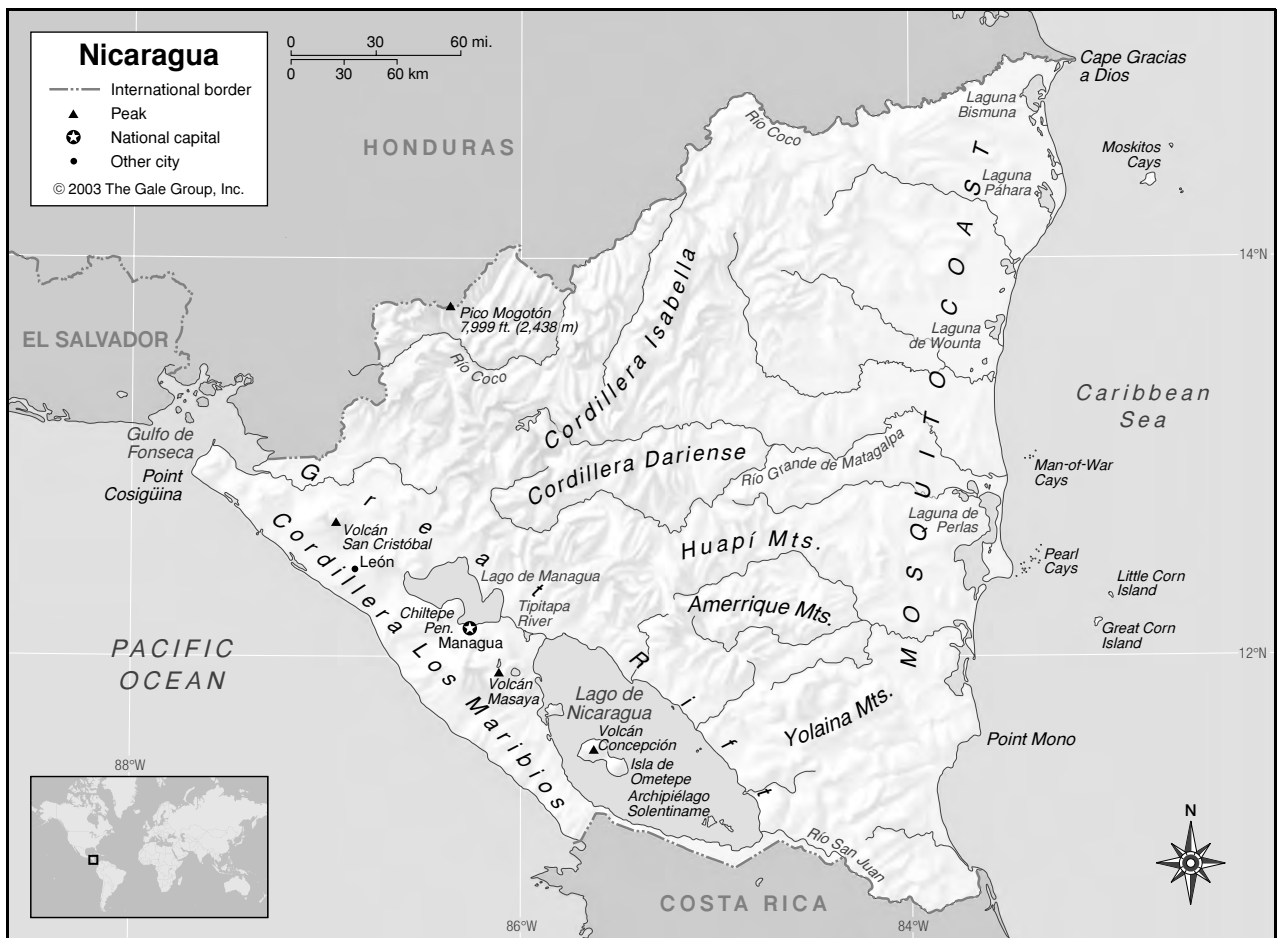 Nicaragua
International border
Peak
National capital
Other city
© 2003 The Gale Group, Inc.
0 30 60 mi.
0 30 60 km
HONDURAS
EL SALVADOR
COSTA RICA
Cape Gracias
a Dios
Laguna
Bismuna
Río Coco
Moskitos
Cays
Laguna
Páhara
14°N
Pico Mogotón
7,999 ft. (2,438 m)
Río Coco
Cordillera Isabella
MOSQUITO COAST
Laguna
de Wounta
Caribbean
Sea
Gulfo de
Fonseca
Point
Cosigüina
Cordillera Dariense
Río Grande de Matagalpa
Man-of-War
Cays
Great Rift
Volcán
San Cristóbal
León
Cordillera Los Maribios
Huapí Mts.
Laguna de
Perlas
Pearl
Cays
Little Corn
Island
Great Corn
Island
Lago de Managua
Tipitapa
River
Chiltepe
Pen.
Managua
Amerrique Mts.
12°N
PACIFIC
OCEAN
Volcán
Masaya
Lago de
Nicaragua
Volcán
Concepción
Isla de
Ometepe
Archipiélago
Solentiname
Yolaina Mts.
Point Mono
Río San Juan
88°W
86°W
84°W
N